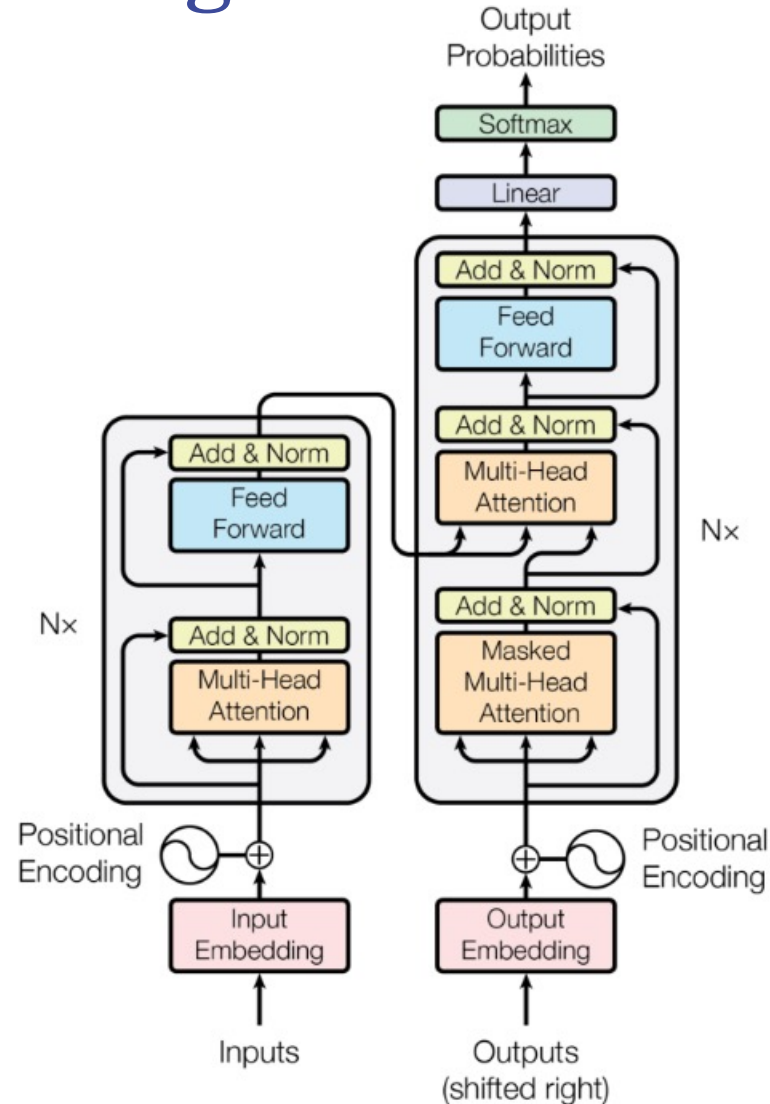 Output
Probabilities
Softmax
Linear
Add & Norm
Feed
Forward
Add & Norm
Multi-Head
Attention
Nx
Add & Norm
Masked
Multi-Head
Attention
Add & Norm
Feed
Forward
Nx
Add & Norm
Multi-Head
Attention
Positional
Encoding
Positional
Encoding
Input
Embedding
Output
Embedding
Inputs
Outputs
(shifted right)